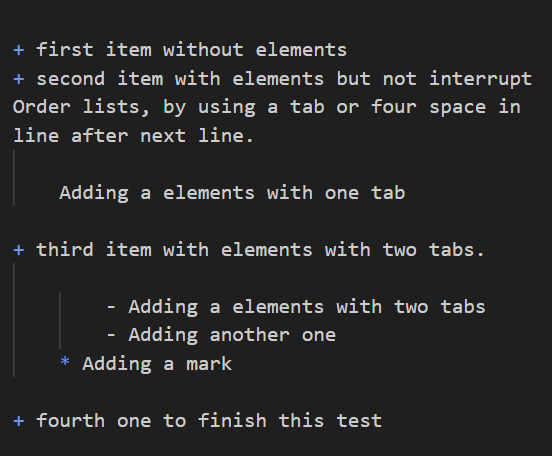 + first item without elements
+ second item with elements but not interrupt
Order lists, by using a tab or four space in
line after next line.
Adding a elements with one tab
+ third item with elements with two tabs.
- Adding a elements with two tabs
- Adding another one
* Adding a mark
+ fourth one to finish this test